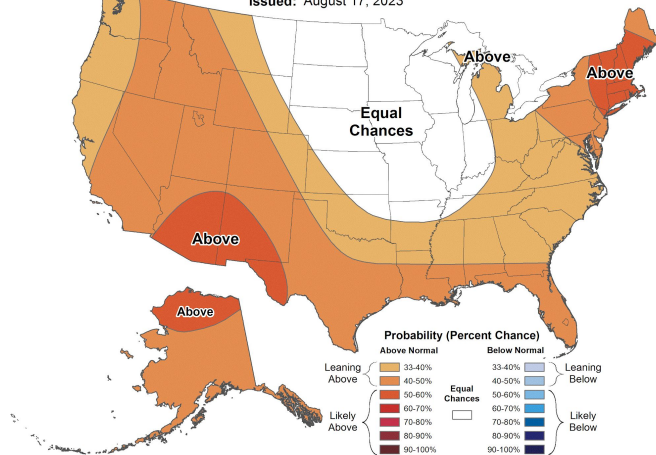 Issued: August 17, 2023
Above
Above
Equal
Chances
Above
Above
Probability (Percent Chance)
Above Normal
Below Normal
Leaning
Above
33-40%
40-50%
50-60%
60-70%
70-80%
80-90%
90-100%
Likely
Above
Equal
Chances
33-40%
40-50%
50-60%
60-70%
70-80%
80-90%
90-100%
Leaning
Below
Likely
Below